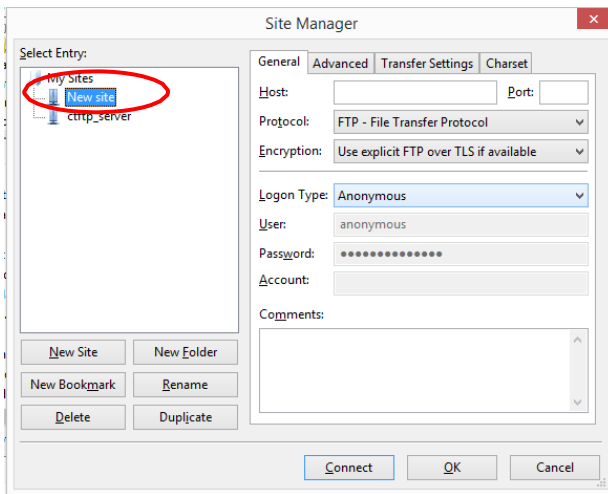 Site Manager
Select Entry:
My Sites
New site
ctftp_server
New Site
New Folder
New Bookmark
Rename
Delete
Duplicate
General Advanced Transfer Settings Charset
Host: Port:
Protocol: FTP - File Transfer Protocol
Encryption: Use explicit FTP over TLS if available
Logon Type: Anonymous
User: anonymous
Password: ●●●●●●●●●●●●●●
Account:
Comments:
Connect OK Cancel